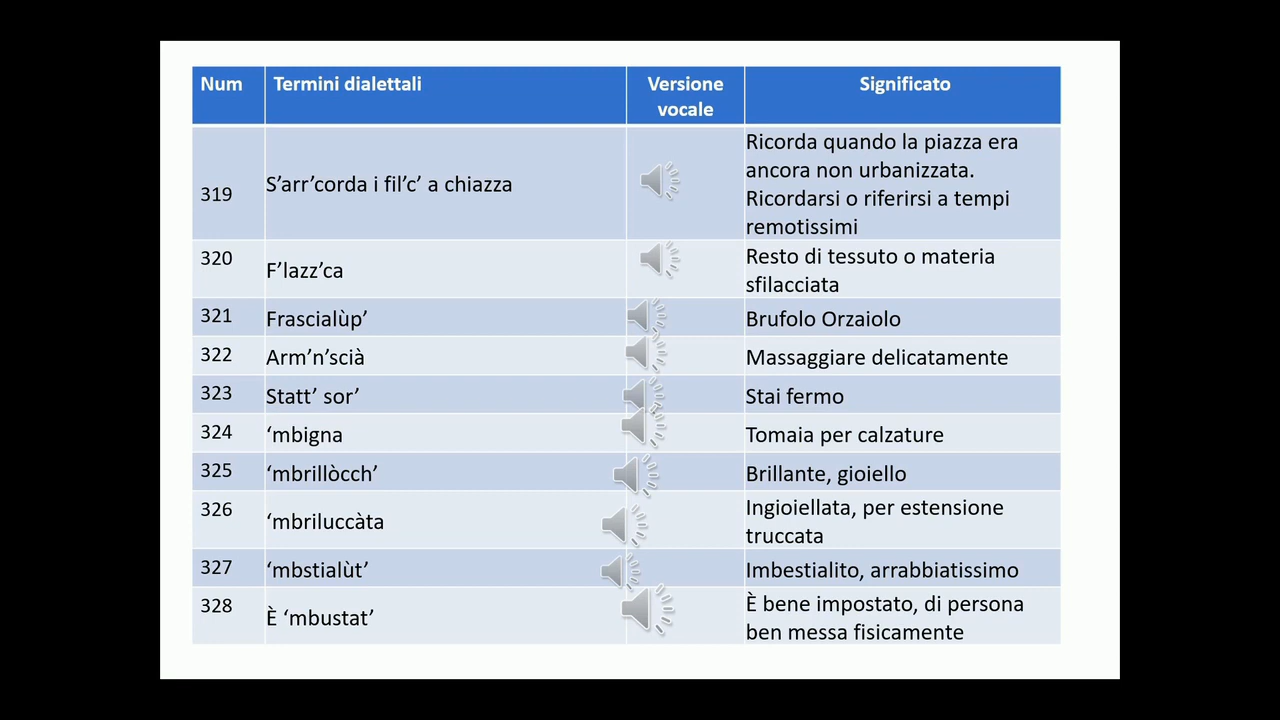 Num Termini dialettali Versione vocale Significato
319 S’arr’corda i fil’c’ a chiazza Ricorda quando la piazza era
ancora non urbanizzata.
Ricordarsi o riferirsi a tempi
remotissimi
320 F’lazz’ca Resto di tessuto o materia
sfilacciata
321 Frascialùp’ Brufolo Orzaiolo
322 Arm’n’scià Massaggiare delicatamente
323 Statt’ sor’ Stai fermo
324 ‘mbigna Tomaia per calzature
325 ‘mbrillòcch’ Brillante, gioiello
326 ‘mbriluccàta Ingioiellata, per estensione
truccata
327 ‘mbstialùt’ Imbestialito, arrabbiatissimo
328 È ‘mbustat’ È bene impostato, di persona
ben messa fisicamente